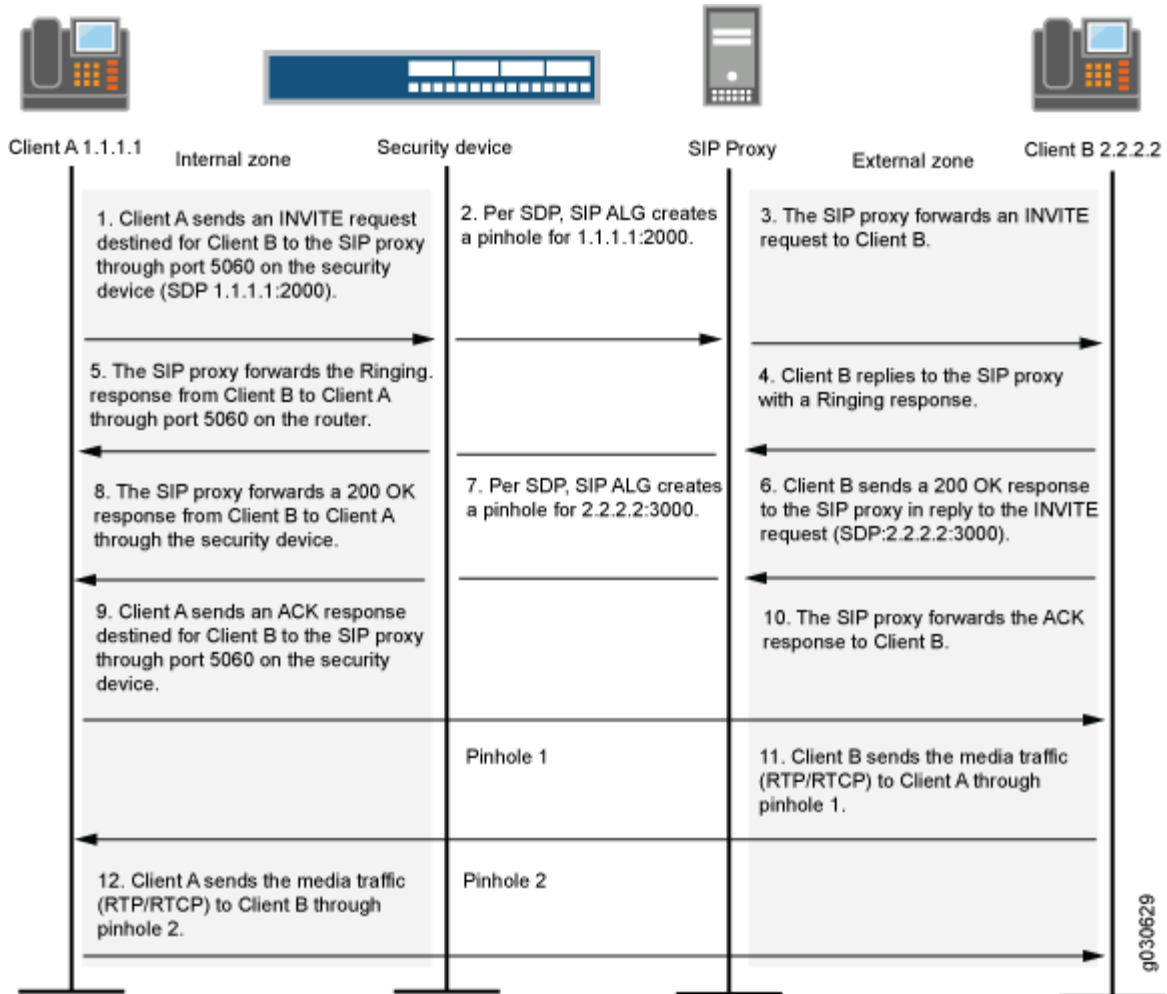 Client A 1.1.1.1
Internal zone
Security device
SIP Proxy
External zone
Client B 2.2.2.2
1. Client A sends an INVITE request
destined for Client B to the SIP proxy
through port 5060 on the security
device (SDP 1.1.1.1:2000).
2. Per SDP, SIP ALG creates
a pinhole for 1.1.1.1:2000.
3. The SIP proxy forwards an INVITE
request to Client B.
5. The SIP proxy forwards the Ringing.
response from Client B to Client A
through port 5060 on the router.
4. Client B replies to the SIP proxy
with a Ringing response.
8. The SIP proxy forwards a 200 OK
response from Client B to Client A
through the security device.
7. Per SDP, SIP ALG creates
a pinhole for 2.2.2.2:3000.
6. Client B sends a 200 OK response
to the SIP proxy in reply to the INVITE
request (SDP:2.2.2.2:3000).
9. Client A sends an ACK response
destined for Client B to the SIP proxy
through port 5060 on the security
device.
10. The SIP proxy forwards the ACK
response to Client B.
Pinhole 1
11. Client B sends the media traffic
(RTP/RTCP) to Client A through
pinhole 1.
12. Client A sends the media traffic
(RTP/RTCP) to Client B through
pinhole 2.
Pinhole 2
g030629